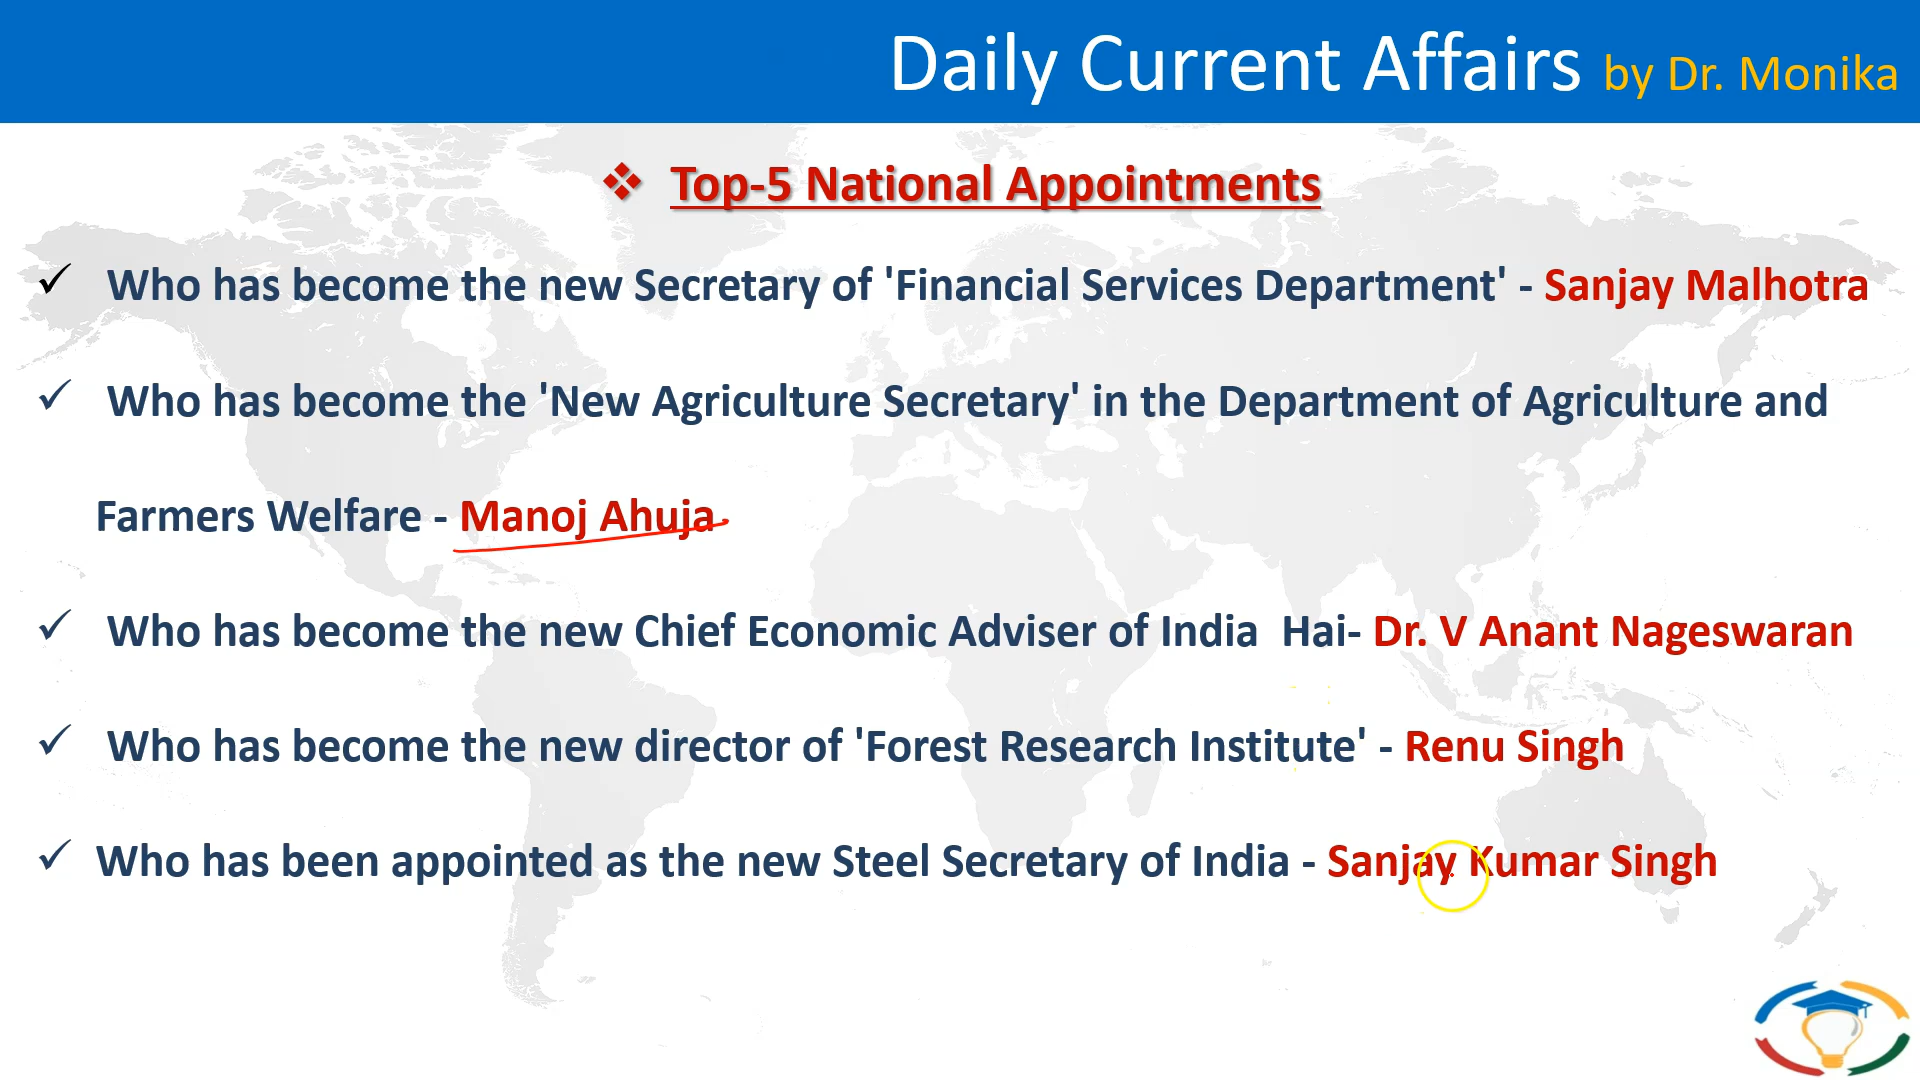 Daily Current Affairs by Dr. Monika
❖ Top-5 National Appointments
✓ Who has become the new Secretary of 'Financial Services Department' - Sanjay Malhotra
✓ Who has become the 'New Agriculture Secretary' in the Department of Agriculture and
Farmers Welfare - Manoj Ahuja
✓ Who has become the new Chief Economic Adviser of India Hai- Dr. V Anant Nageswaran
✓ Who has become the new director of 'Forest Research Institute' - Renu Singh
✓ Who has been appointed as the new Steel Secretary of India - Sanjay Kumar Singh